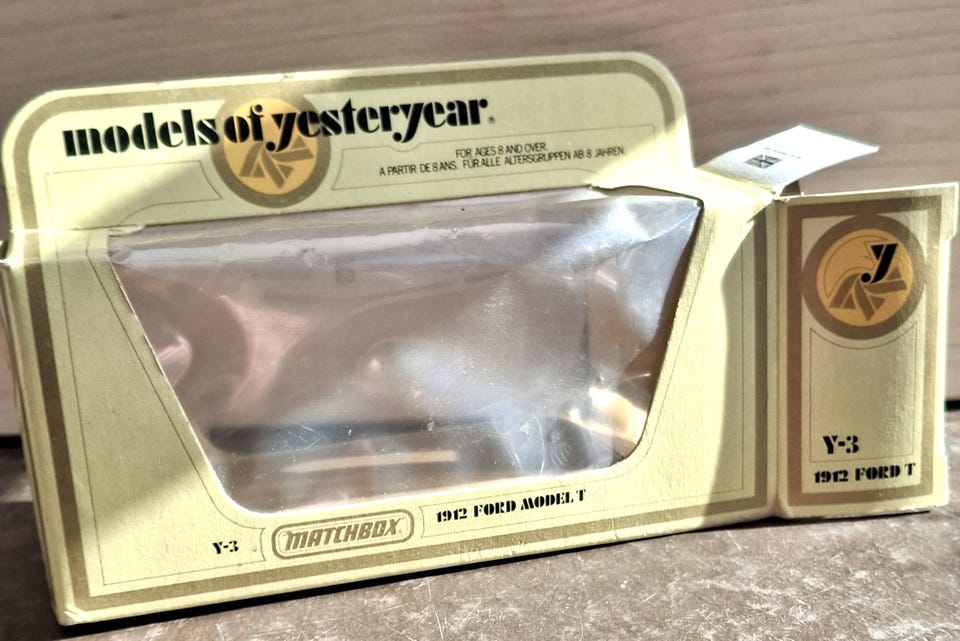 models of yesteryear®
FOR AGES 8 AND OVER.
A PARTIR DE 8 ANS. FÜR ALLE ALTERSGRUPPEN AB 8 JAHREN.
Y-3
MATCHBOX
1912 FORD MODEL T
y
Y-3
1912 FORD T